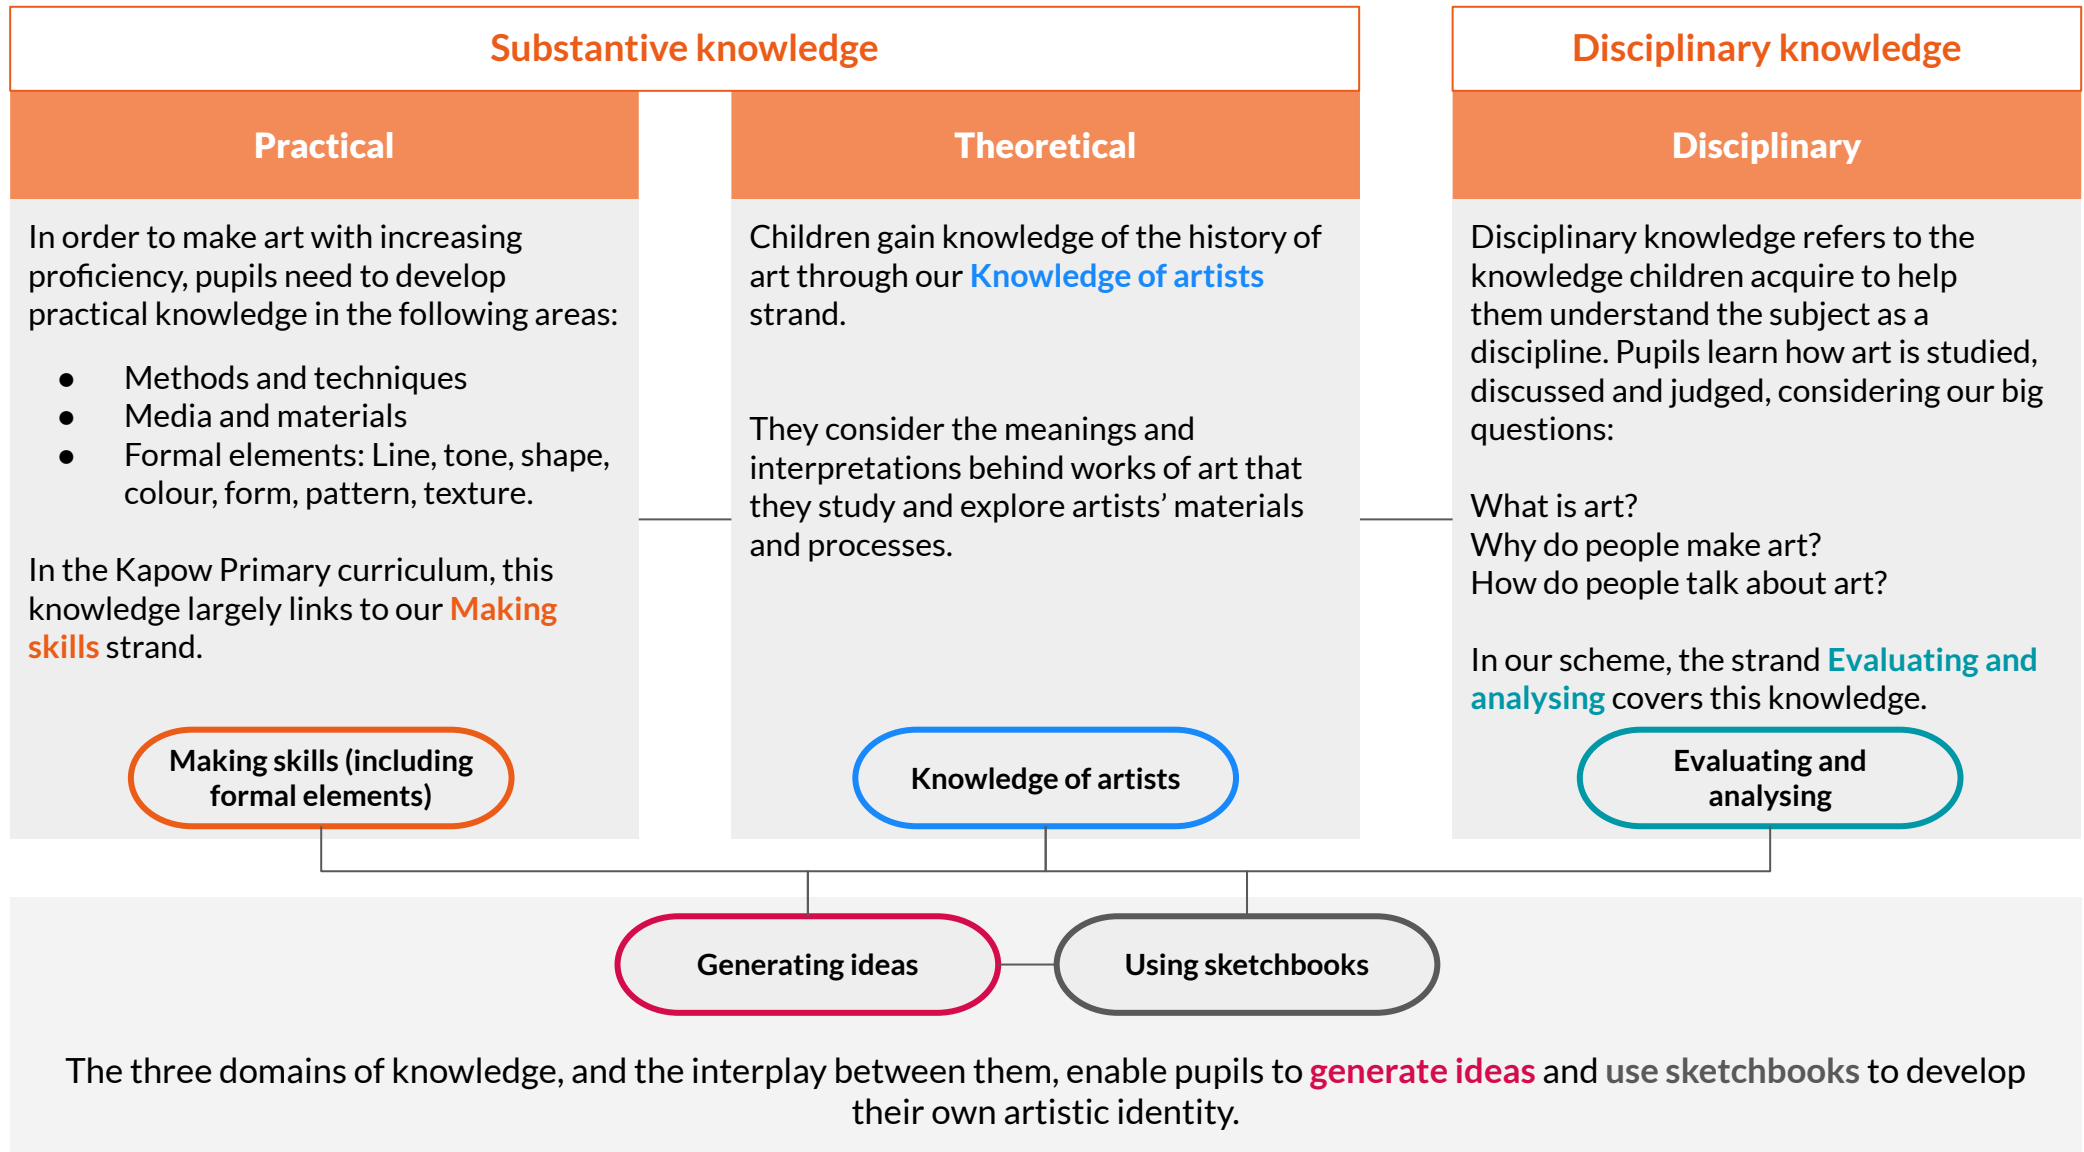 Substantive knowledge
Disciplinary knowledge
Practical
In order to make art with increasing
proficiency, pupils need to develop
practical knowledge in the following areas:
● Methods and techniques
● Media and materials
● Formal elements: Line, tone, shape,
colour, form, pattern, texture.
In the Kapow Primary curriculum, this
knowledge largely links to our Making
skills strand.
Making skills (including
formal elements)
Theoretical
Children gain knowledge of the history of
art through our Knowledge of artists
strand.
They consider the meanings and
interpretations behind works of art that
they study and explore artists’ materials
and processes.
Knowledge of artists
Disciplinary
Disciplinary knowledge refers to the
knowledge children acquire to help
them understand the subject as a
discipline. Pupils learn how art is studied,
discussed and judged, considering our big
questions:
What is art?
Why do people make art?
How do people talk about art?
In our scheme, the strand Evaluating and
analysing covers this knowledge.
Evaluating and
analysing
Generating ideas
Using sketchbooks
The three domains of knowledge, and the interplay between them, enable pupils to generate ideas and use sketchbooks to develop
their own artistic identity.